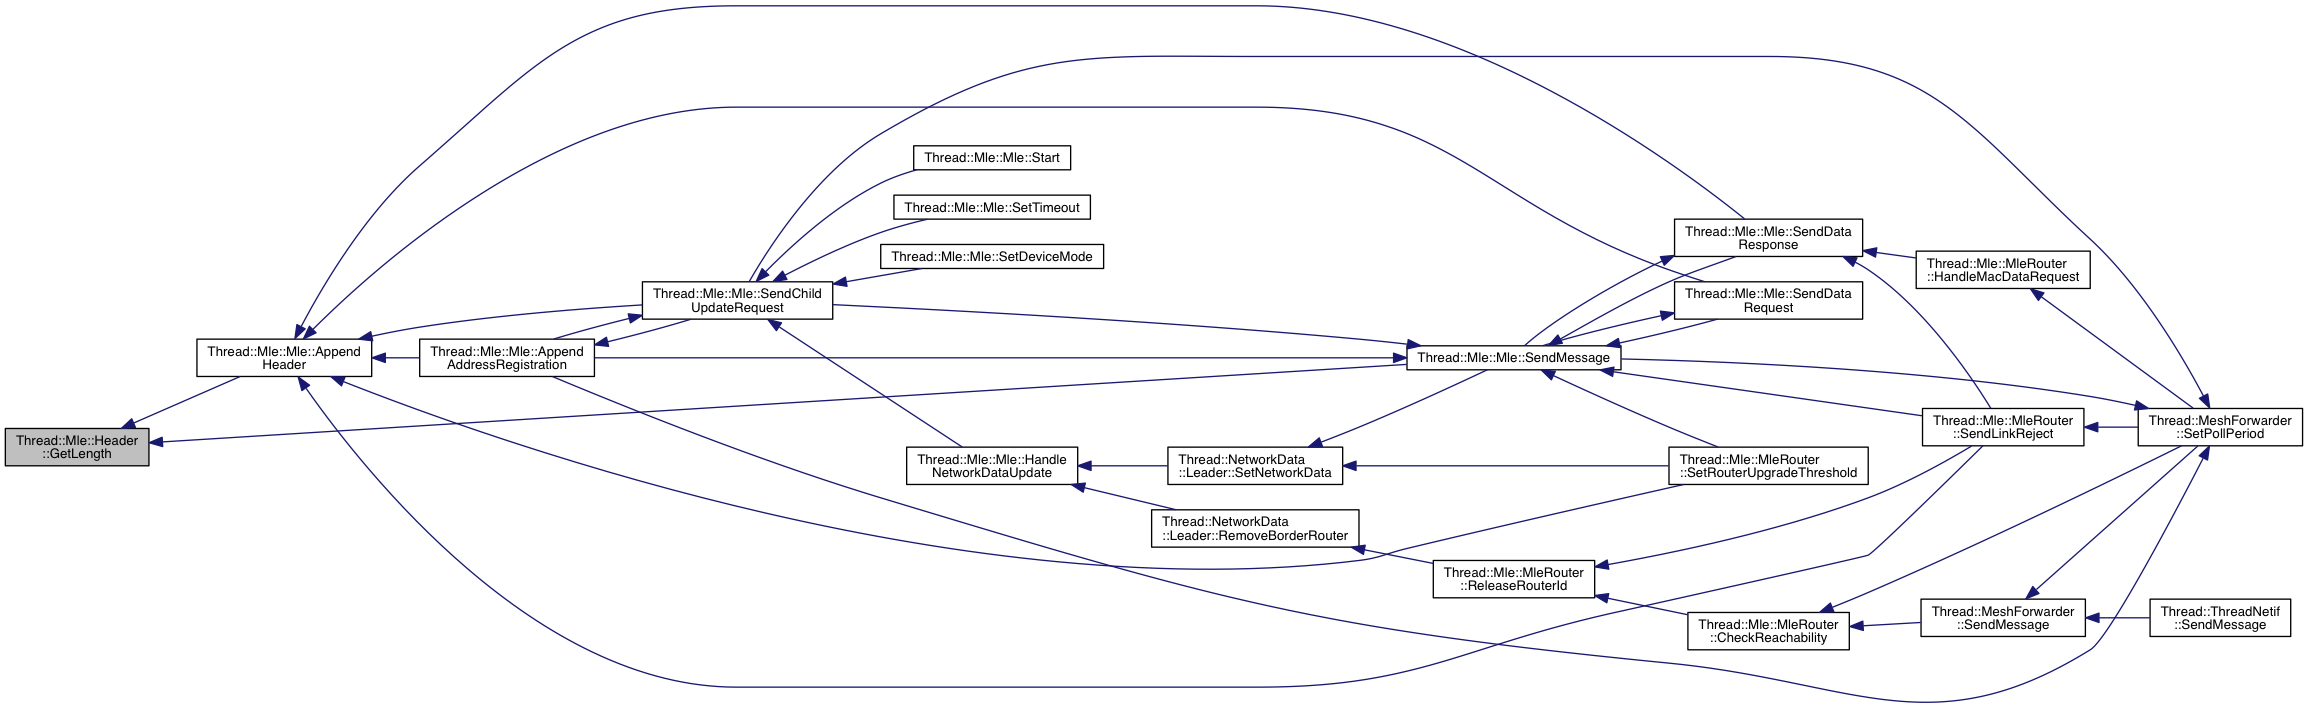 Thread::Mle::Header
::GetLength
Thread::Mle::Mle::Append
Header
Thread::Mle::Mle::Append
AddressRegistration
Thread::Mle::Mle::SendChild
UpdateRequest
Thread::Mle::Mle::Start
Thread::Mle::Mle::SetTimeout
Thread::Mle::Mle::SetDeviceMode
Thread::Mle::Mle::Handle
NetworkDataUpdate
Thread::NetworkData
::Leader::SetNetworkData
Thread::NetworkData
::Leader::RemoveBorderRouter
Thread::Mle::Mle::SendMessage
Thread::Mle::MleRouter
::ReleaseRouterId
Thread::Mle::Mle::SendData
Response
Thread::Mle::Mle::SendData
Request
Thread::Mle::MleRouter
::SetRouterUpgradeThreshold
Thread::Mle::MleRouter
::CheckReachability
Thread::Mle::MleRouter
::HandleMacDataRequest
Thread::Mle::MleRouter
::SendLinkReject
Thread::MeshForwarder
::SendMessage
Thread::MeshForwarder
::SetPollPeriod
Thread::ThreadNetif
::SendMessage